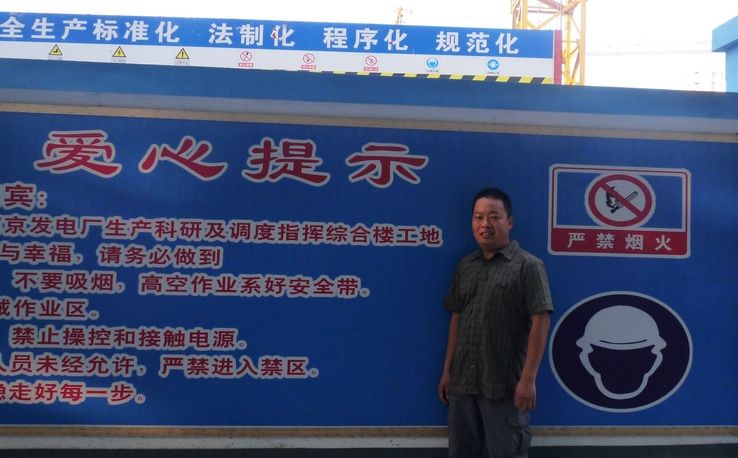 全生产标准化 法制化 程序化 规范化
爱心提示
宾：
京发电厂生产科研及调度指挥综合楼工地
与幸福，请务必做到
不要吸烟，高空作业系好安全带。
械作业区。
禁止操控和接触电源。
人员未经允许，严禁进入禁区。
稳走好每一步。
严禁烟火